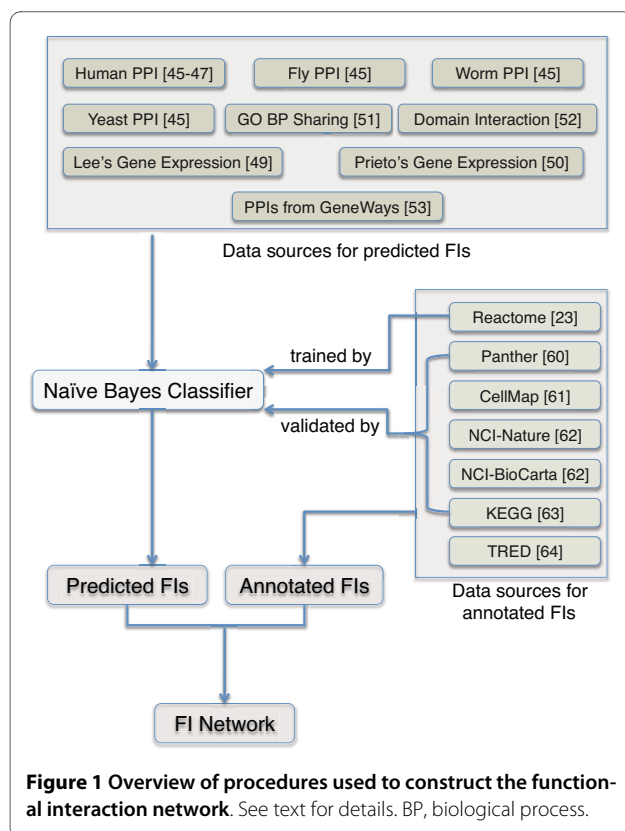 Human PPI [45-47]
Fly PPI [45]
Worm PPI [45]
Yeast PPI [45]
GO BP Sharing [51]
Domain Interaction [52]
Lee's Gene Expression [49]
Prieto's Gene Expression [50]
PPIs from GeneWays [53]
Data sources for predicted FIs
Reactome [23]
trained by
Panther [60]
Naïve Bayes Classifier
CellMap [61]
validated by
NCI-Nature [62]
NCI-BioCarta [62]
KEGG [63]
TRED [64]
Predicted FIs
Annotated FIs
Data sources for
annotated FIs
FI Network
Figure 1 Overview of procedures used to construct the function-
al interaction network. See text for details. BP, biological process.